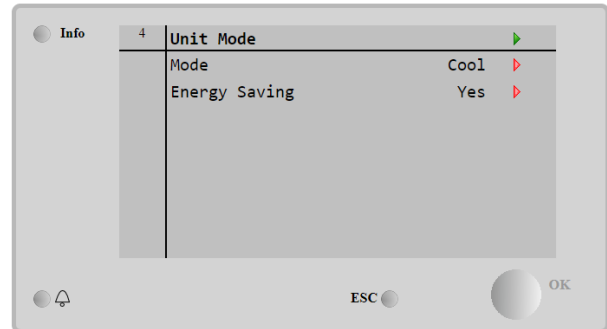 Info
4 Unit Mode
Mode Cool
Energy Saving Yes
ESC
OK